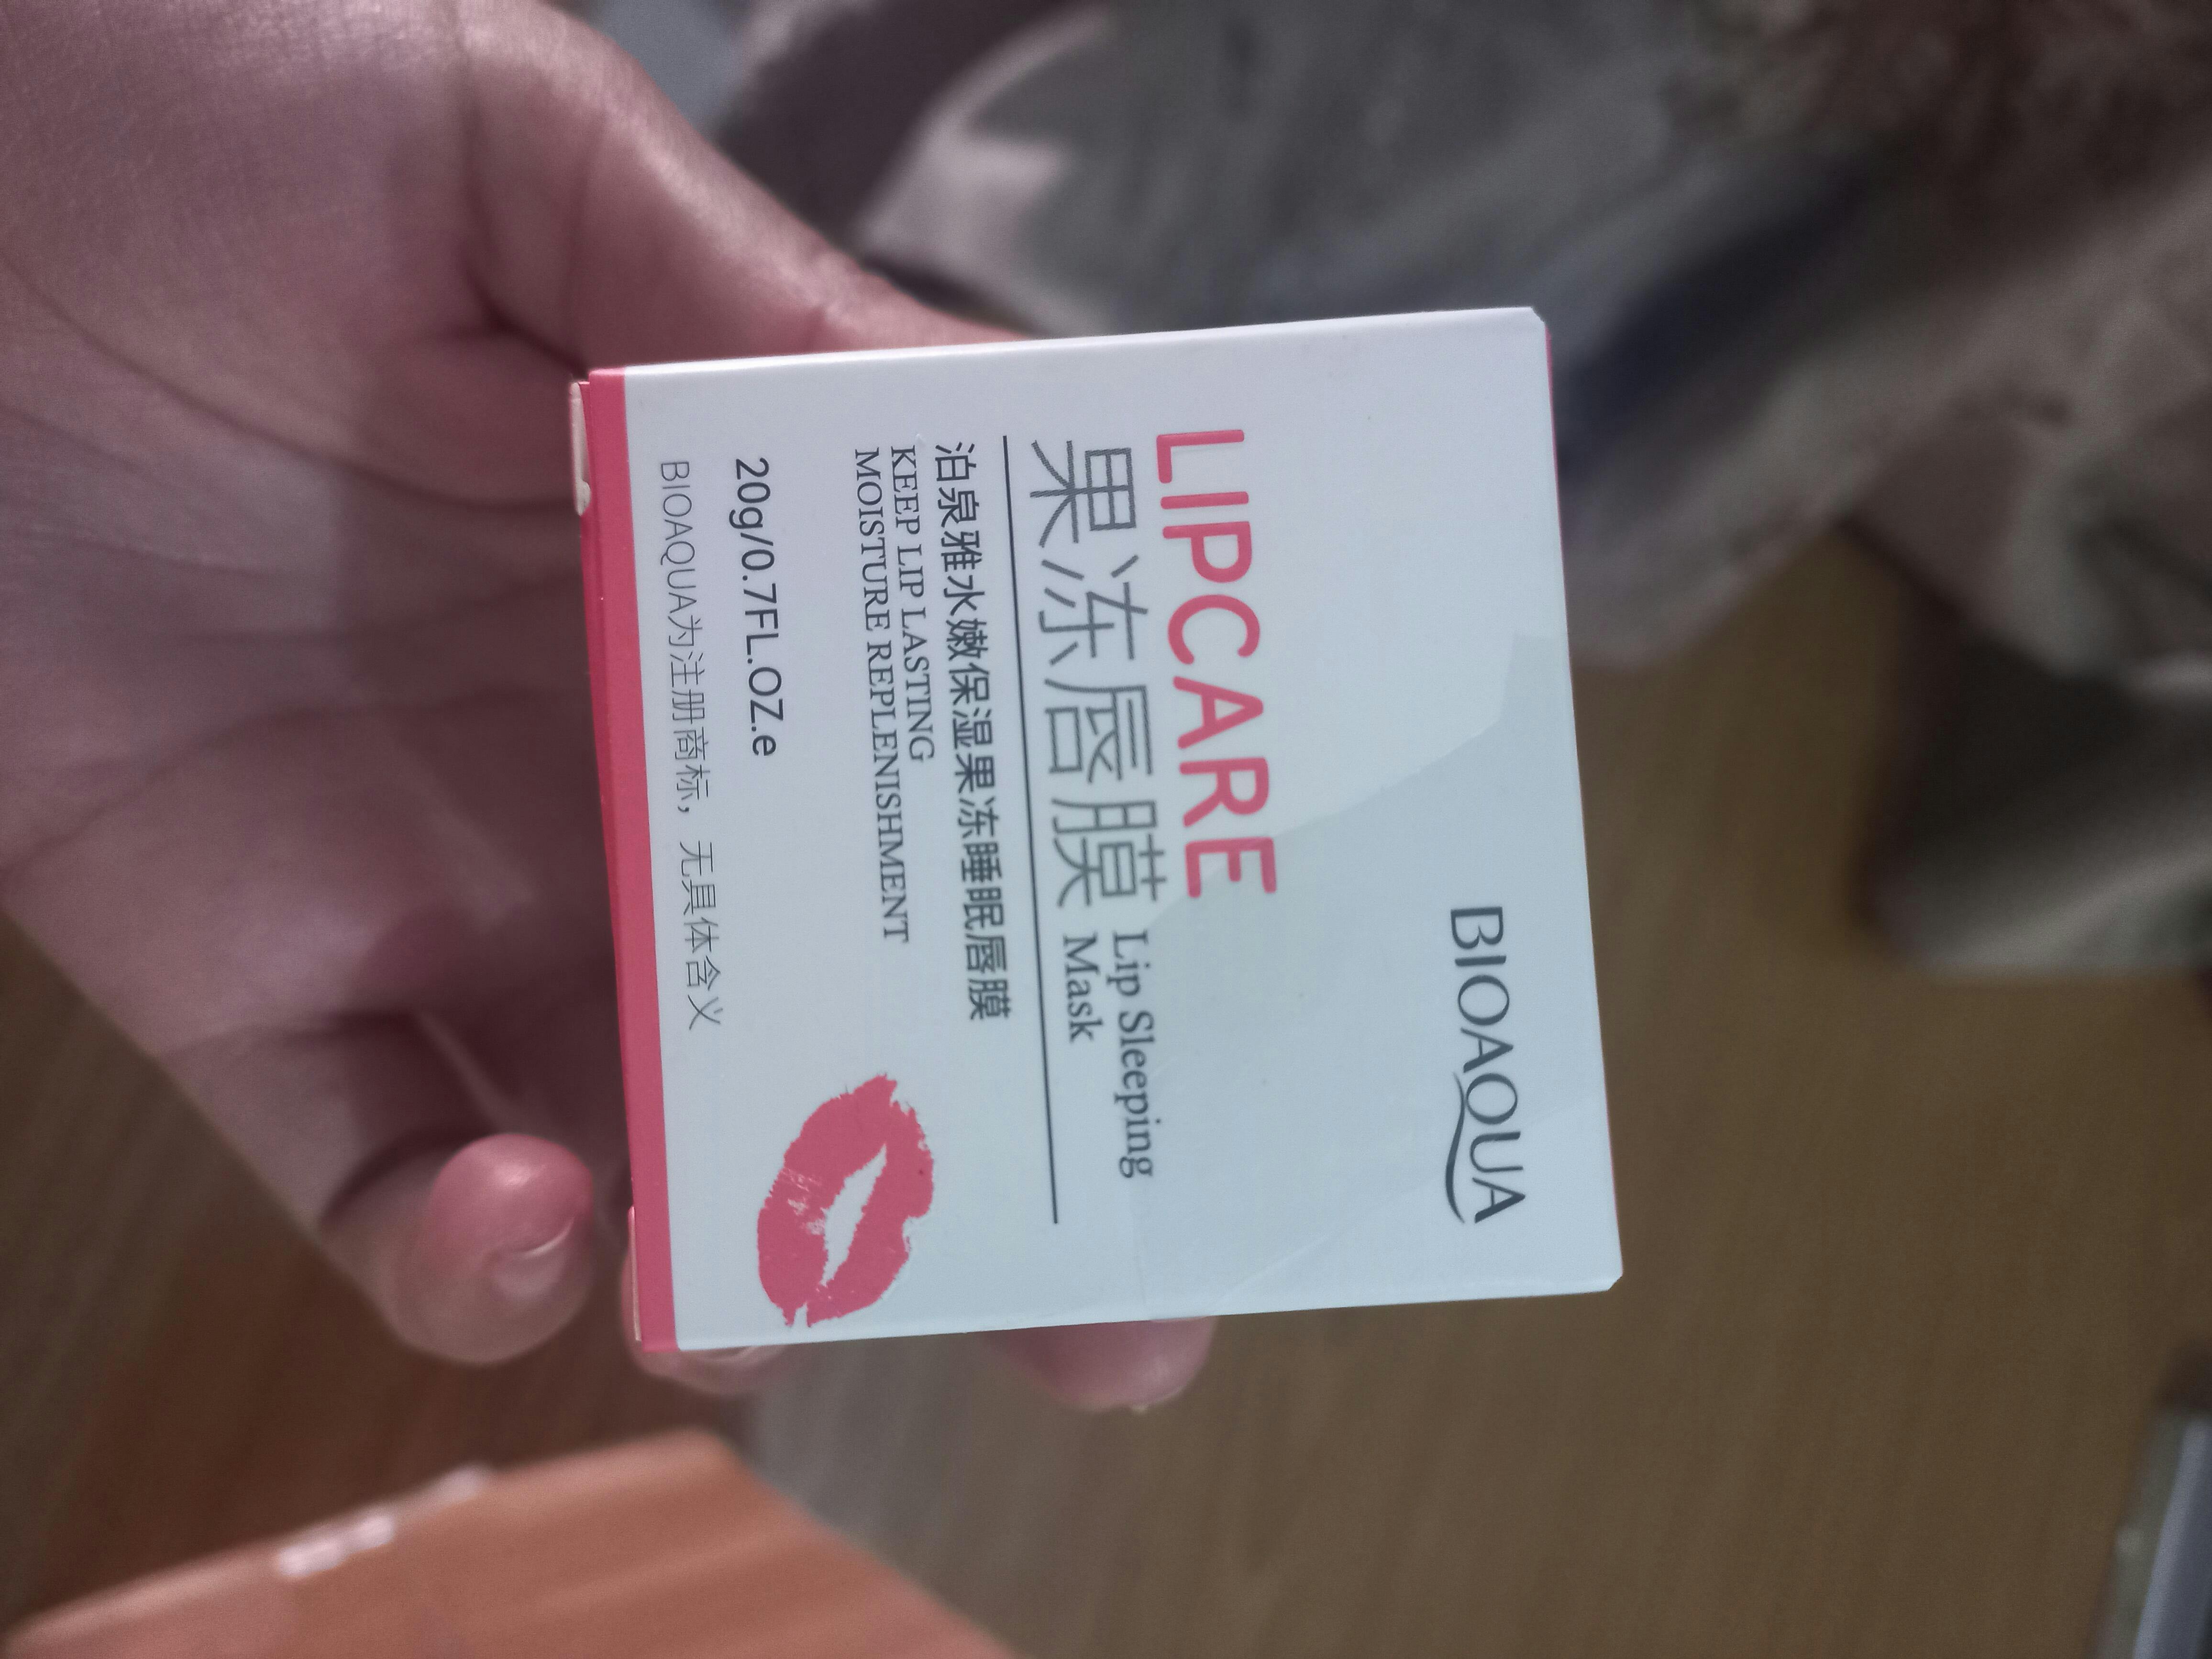 BIOAQUA
LIPCARE
果冻唇膜 Lip Sleeping
Mask
泊泉雅水嫩保湿果冻睡眠唇膜
KEEP LIP LASTING
MOISTURE REPLENISHMENT
20g/0.7FL.OZ.e
BIOAQUA为注册商标，无具体含义